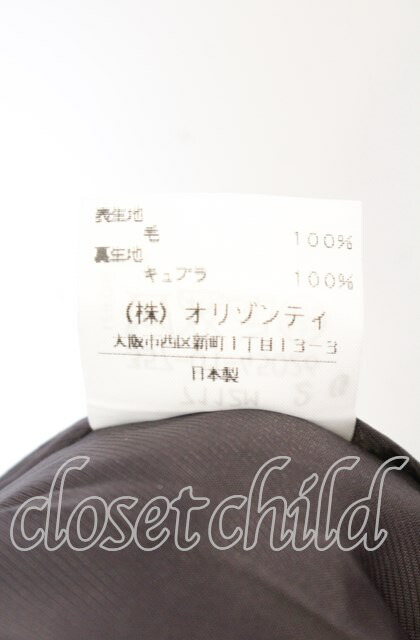 表生地
毛 100%
裏生地
キュプラ 100%
(株) オリゾンティ
大阪市西区新町1丁目13-3
日本製
closet child